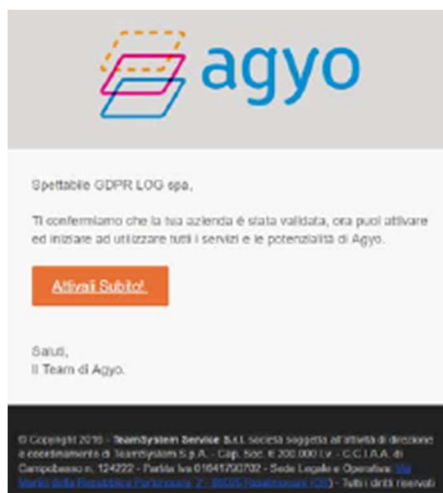 agyo
Spettabile GDPR LOG spa,
Ti confermiamo che la tua azienda è stata validata, ora puoi attivare
ed iniziare ad utilizzare tutti i servizi e le potenzialità di Agyo.
Attivali Subito!
Saluti,
Il Team di Agyo.
© Copyright 2016 - TeamSystem Service S.r.l. società soggetta all'attività di direzione
e coordinamento di TeamSystem S.p.A. - Cap. Soc. € 200.000 i.v. - C.C.I.A.A. di
Campobasso n. 124222 - Partita Iva 01641790702 - Sede Legale e Operativa: Via
- Tutti i diritti riservati